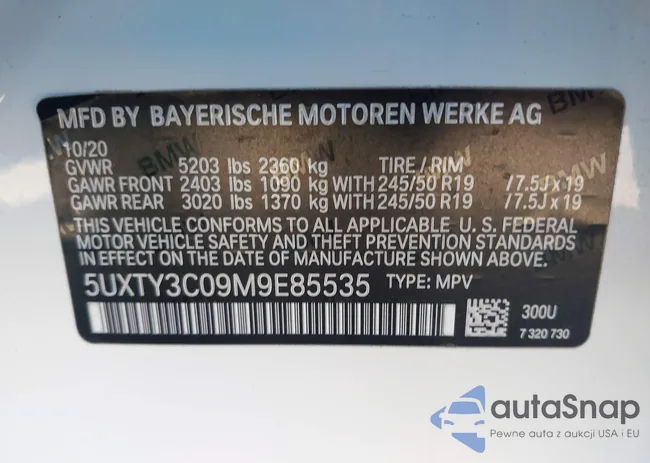 MFD BY BAYERISCHE MOTOREN WERKE AG
10/20
GVWR 5203 lbs 2360 kg TIRE / RIM
GAWR FRONT 2403 lbs 1090 kg WITH 245/50 R19 /7.5J x 19
GAWR REAR 3020 lbs 1370 kg WITH 245/50 R19 /7.5J x 19
THIS VEHICLE CONFORMS TO ALL APPLICABLE U. S. FEDERAL
MOTOR VEHICLE SAFETY AND THEFT PREVENTION STANDARDS
IN EFFECT ON THE DATE OF MANUFACTURE SHOWN ABOVE.
5UXTY3C09M9E85535 TYPE: MPV
300U
7 320 730
BMW
BMW
BMW
autoSnap
Pewne auta z aukcji USA i EU